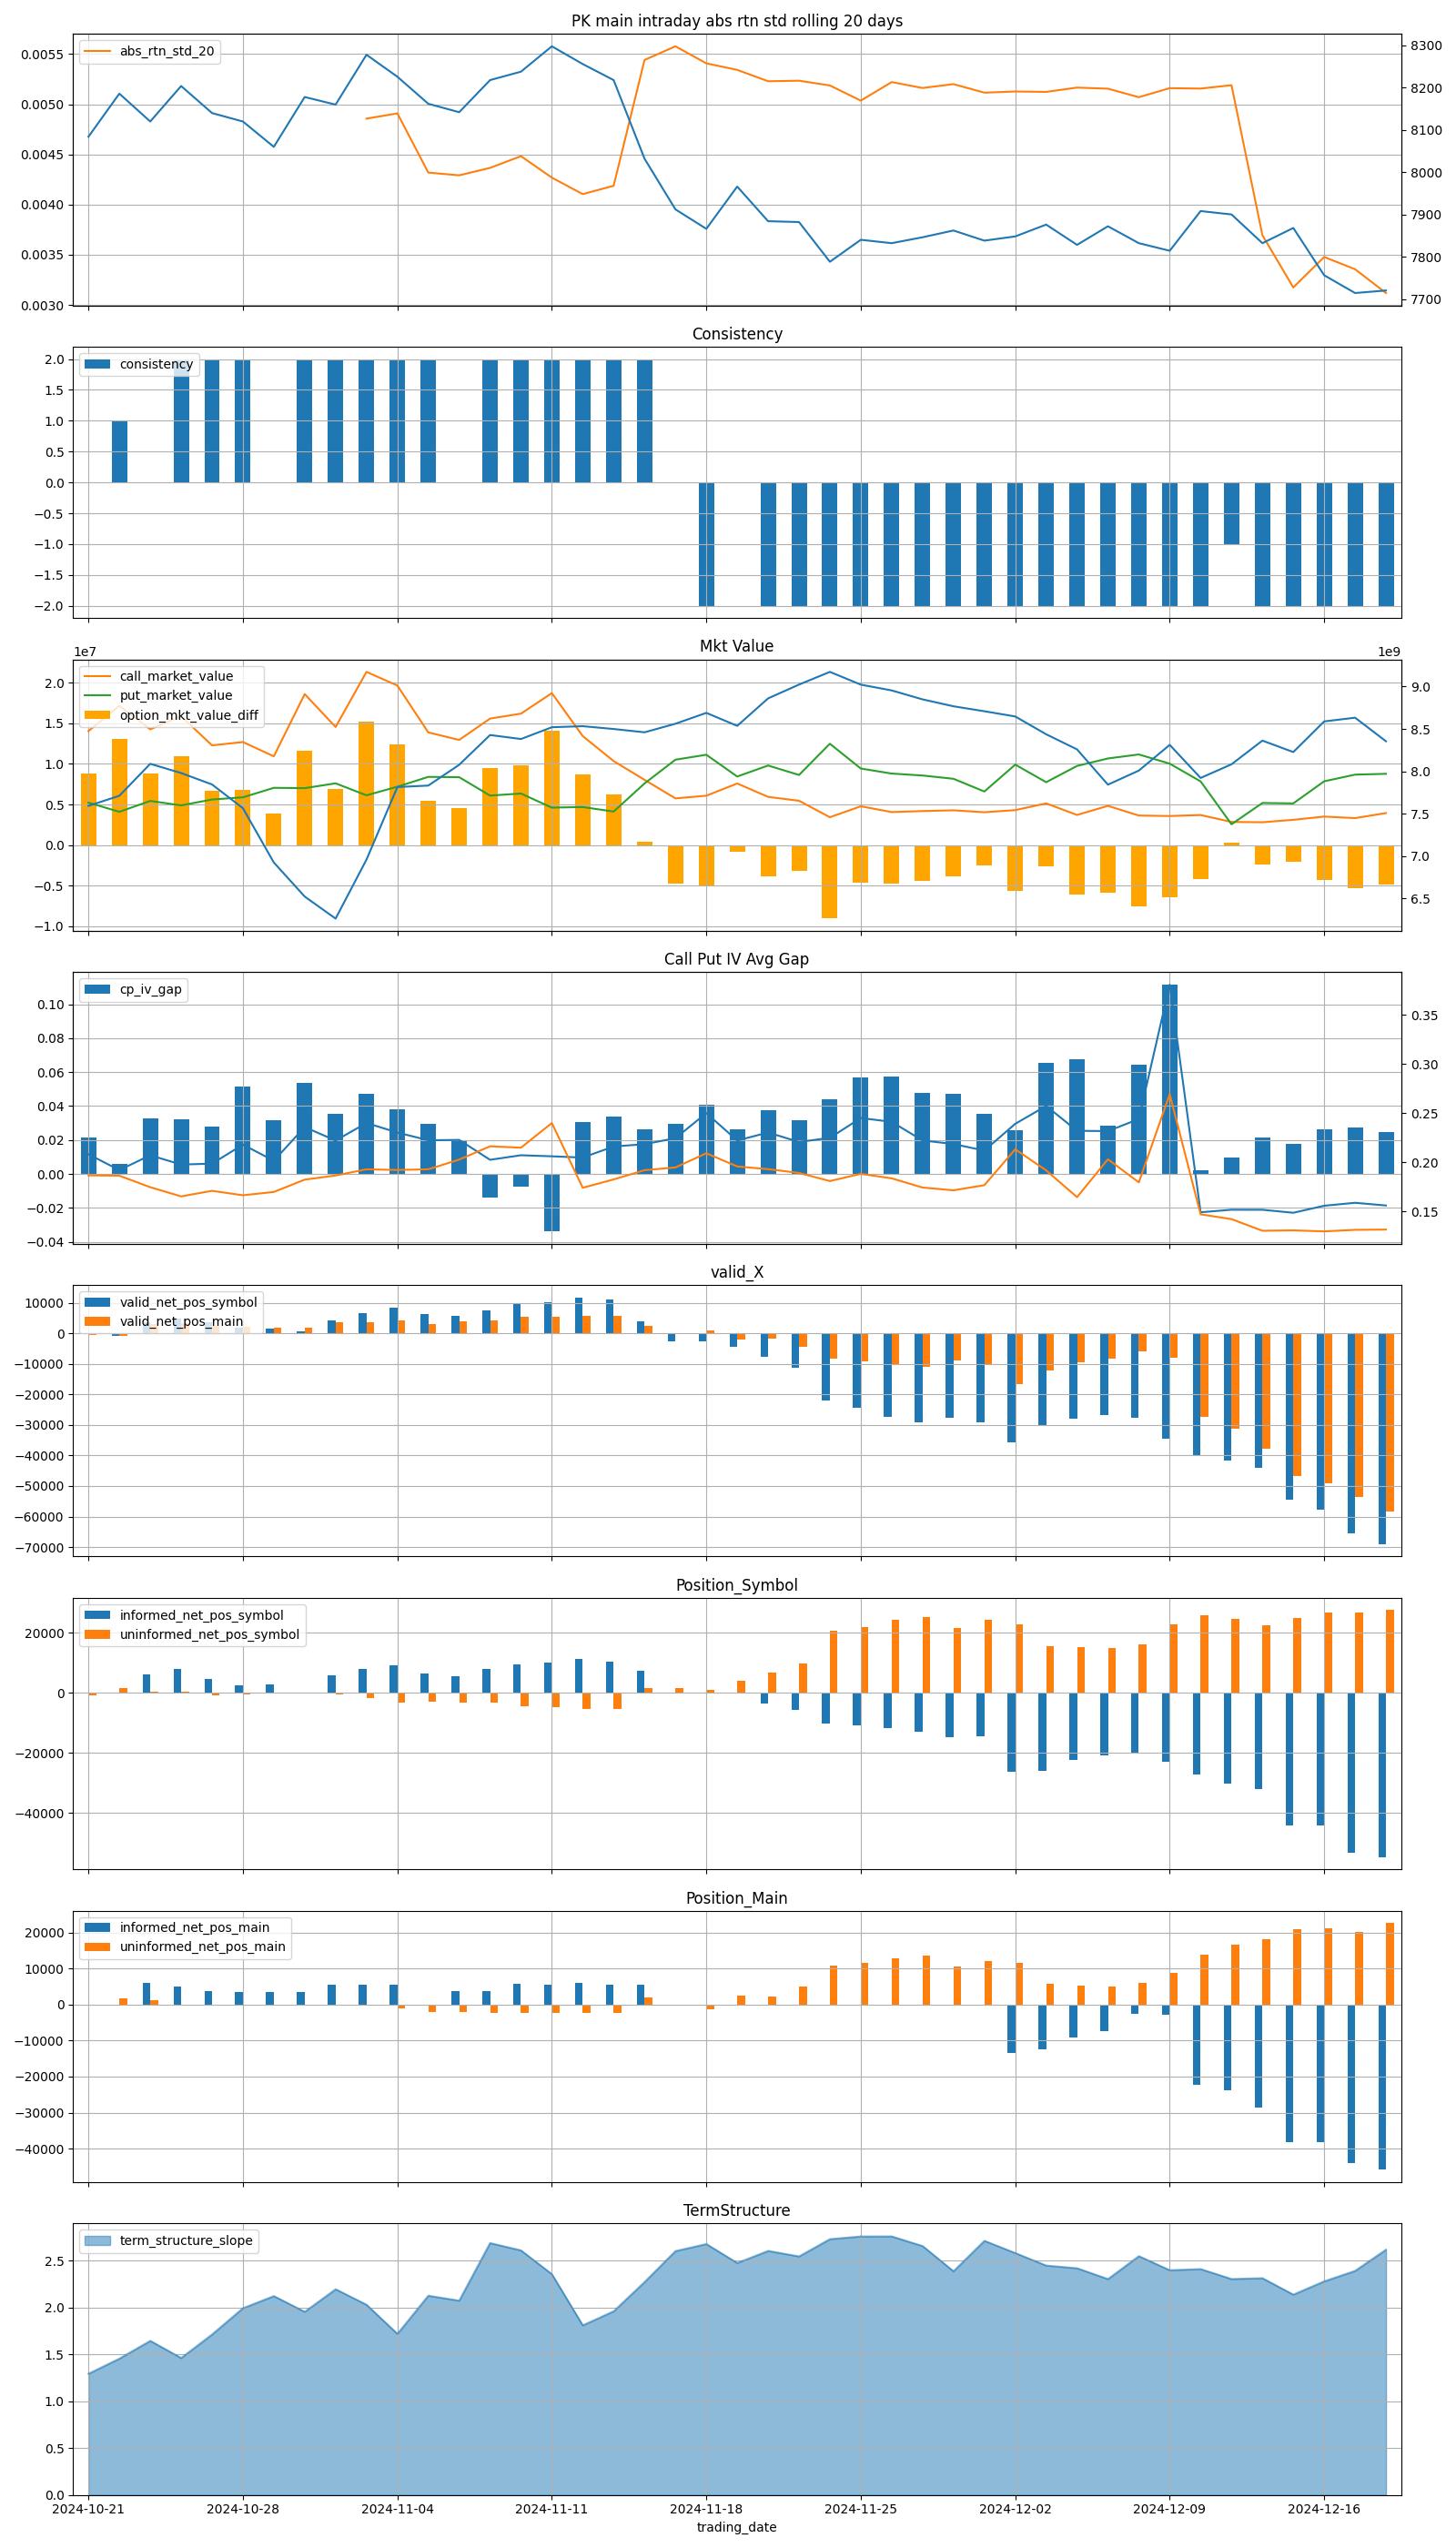 PK main intraday abs rtn std rolling 20 days
abs_rtn_std_20
0.0055
0.0050
0.0045
0.0040
0.0035
0.0030
8300
8200
8100
8000
7900
7800
7700
Consistency
consistency
2.0
1.5
1.0
0.5
0.0
−0.5
−1.0
−1.5
−2.0
Mkt Value
1e7
1e9
call_market_value
put_market_value
option_mkt_value_diff
2.0
1.5
1.0
0.5
0.0
−0.5
−1.0
9.0
8.5
8.0
7.5
7.0
6.5
Call Put IV Avg Gap
cp_iv_gap
0.10
0.08
0.06
0.04
0.02
0.00
−0.02
−0.04
0.35
0.30
0.25
0.20
0.15
valid_X
valid_net_pos_symbol
valid_net_pos_main
10000
0
−10000
−20000
−30000
−40000
−50000
−60000
−70000
Position_Symbol
informed_net_pos_symbol
uninformed_net_pos_symbol
20000
0
−20000
−40000
Position_Main
informed_net_pos_main
uninformed_net_pos_main
20000
10000
0
−10000
−20000
−30000
−40000
TermStructure
term_structure_slope
2.5
2.0
1.5
1.0
0.5
0.0
2024-10-21 2024-10-28 2024-11-04 2024-11-11 2024-11-18 2024-11-25 2024-12-02 2024-12-09 2024-12-16
trading_date